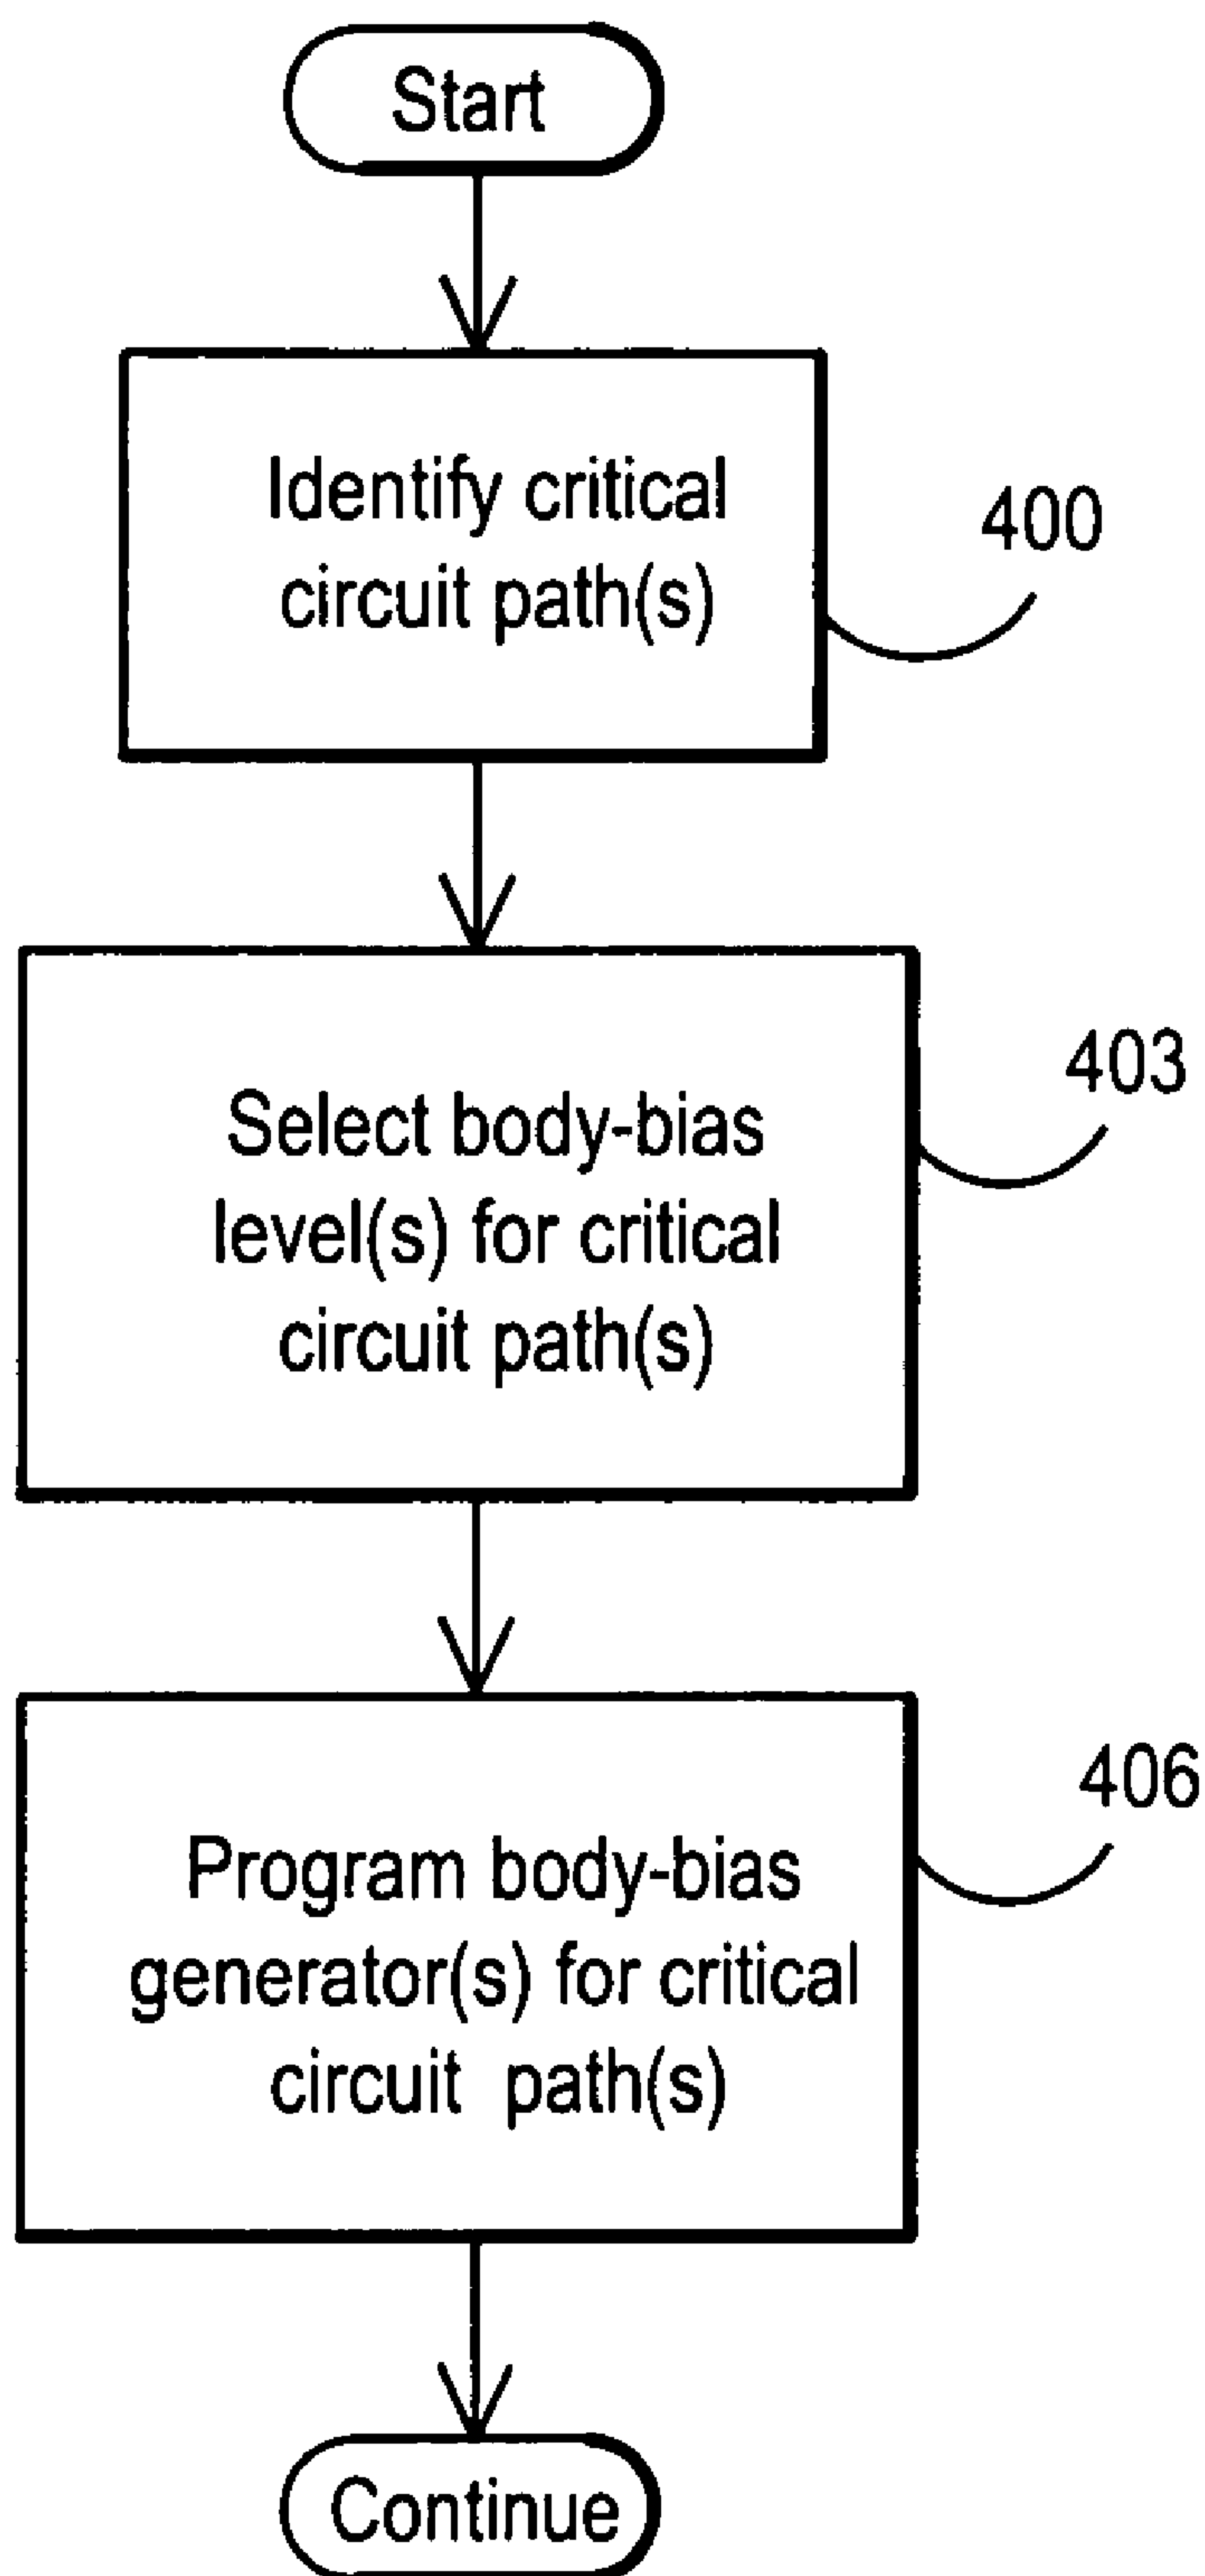 Start
Identify critical
circuit path(s)
400
Select body-bias
level(s) for critical
circuit path(s)
403
Program body-bias
generator(s) for critical
circuit path(s)
406
Continue